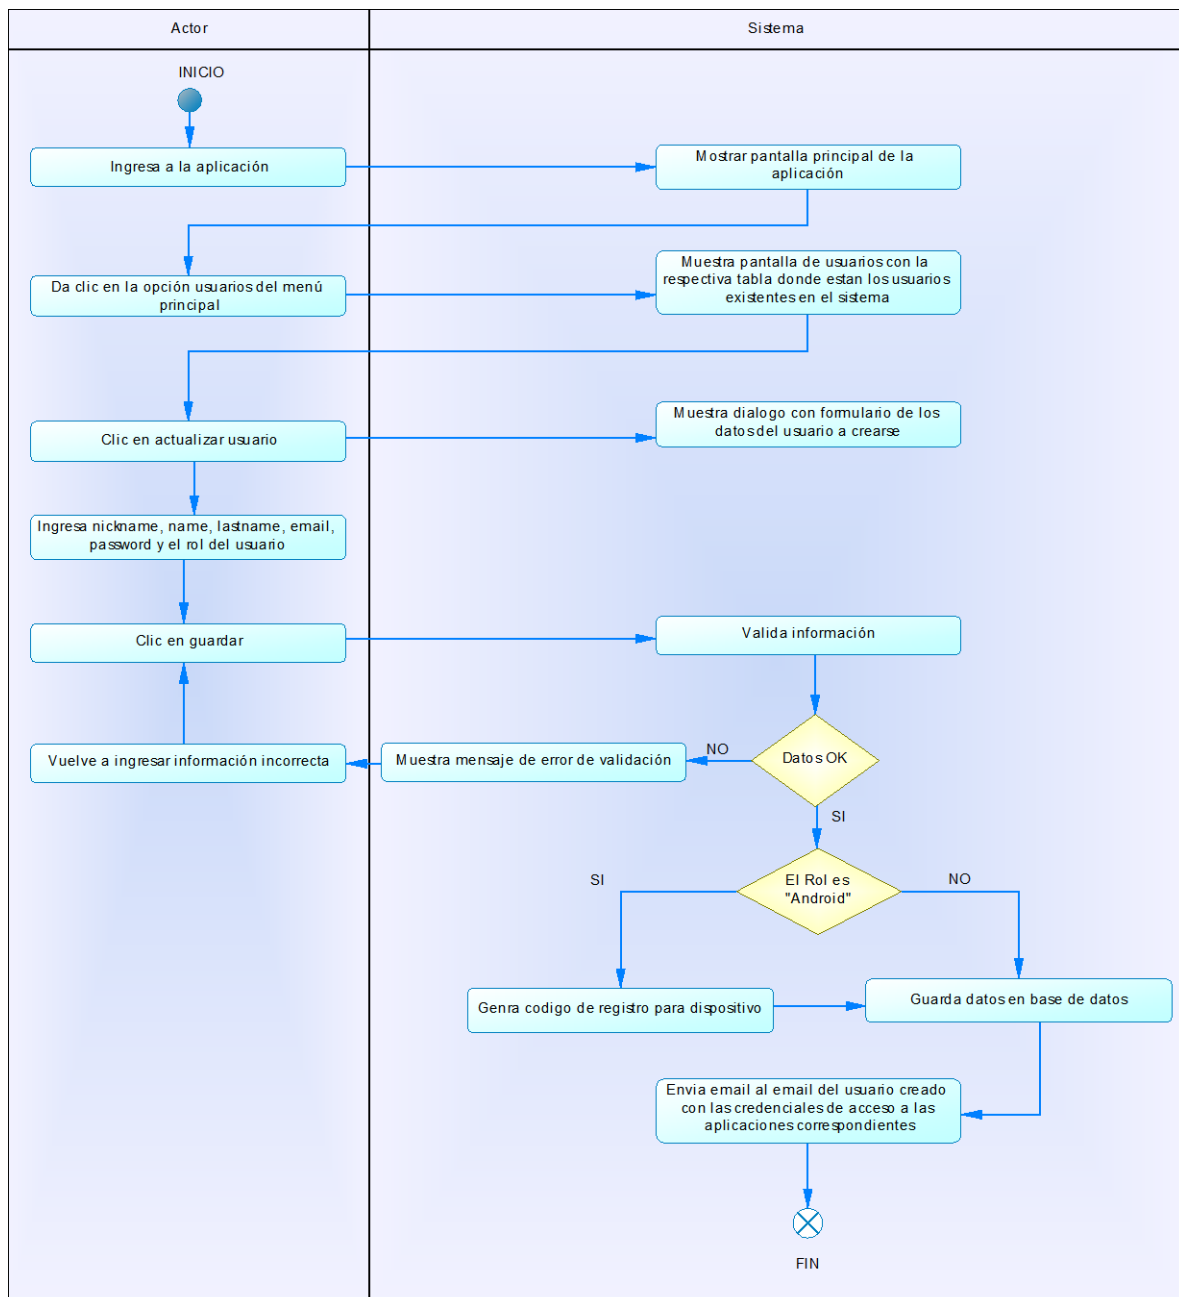 Actor
Sistema
INICIO
Ingresa a la aplicación
Mostrar pantalla principal de la
aplicación
Da clic en la opción usuarios del menú
principal
Muestra pantalla de usuarios con la
respectiva tabla donde estan los usuarios
existentes en el sistema
Clic en actualizar usuario
Muestra dialogo con formulario de los
datos del usuario a crearse
Ingresa nickname, name, lastname, email,
password y el rol del usuario
Clic en guardar
Valida información
Datos OK
NO
Muestra mensaje de error de validación
Vuelve a ingresar información incorrecta
SI
El Rol es
"Android"
SI
NO
Genra codigo de registro para dispositivo
Guarda datos en base de datos
Envia email al email del usuario creado
con las credenciales de acceso a las
aplicaciones correspondientes
FIN